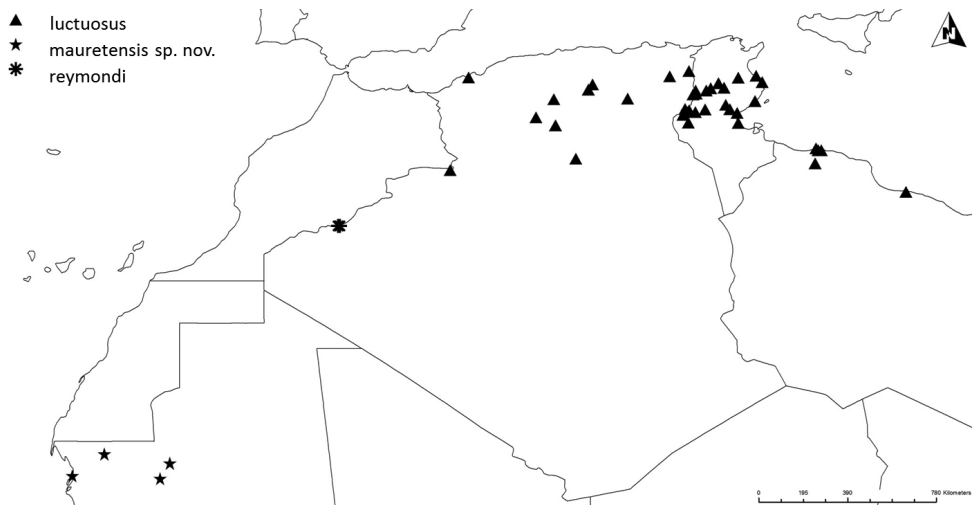 luctuosus
mauretensis sp. nov.
reymondi
N
0 195 390 780 Kilometers